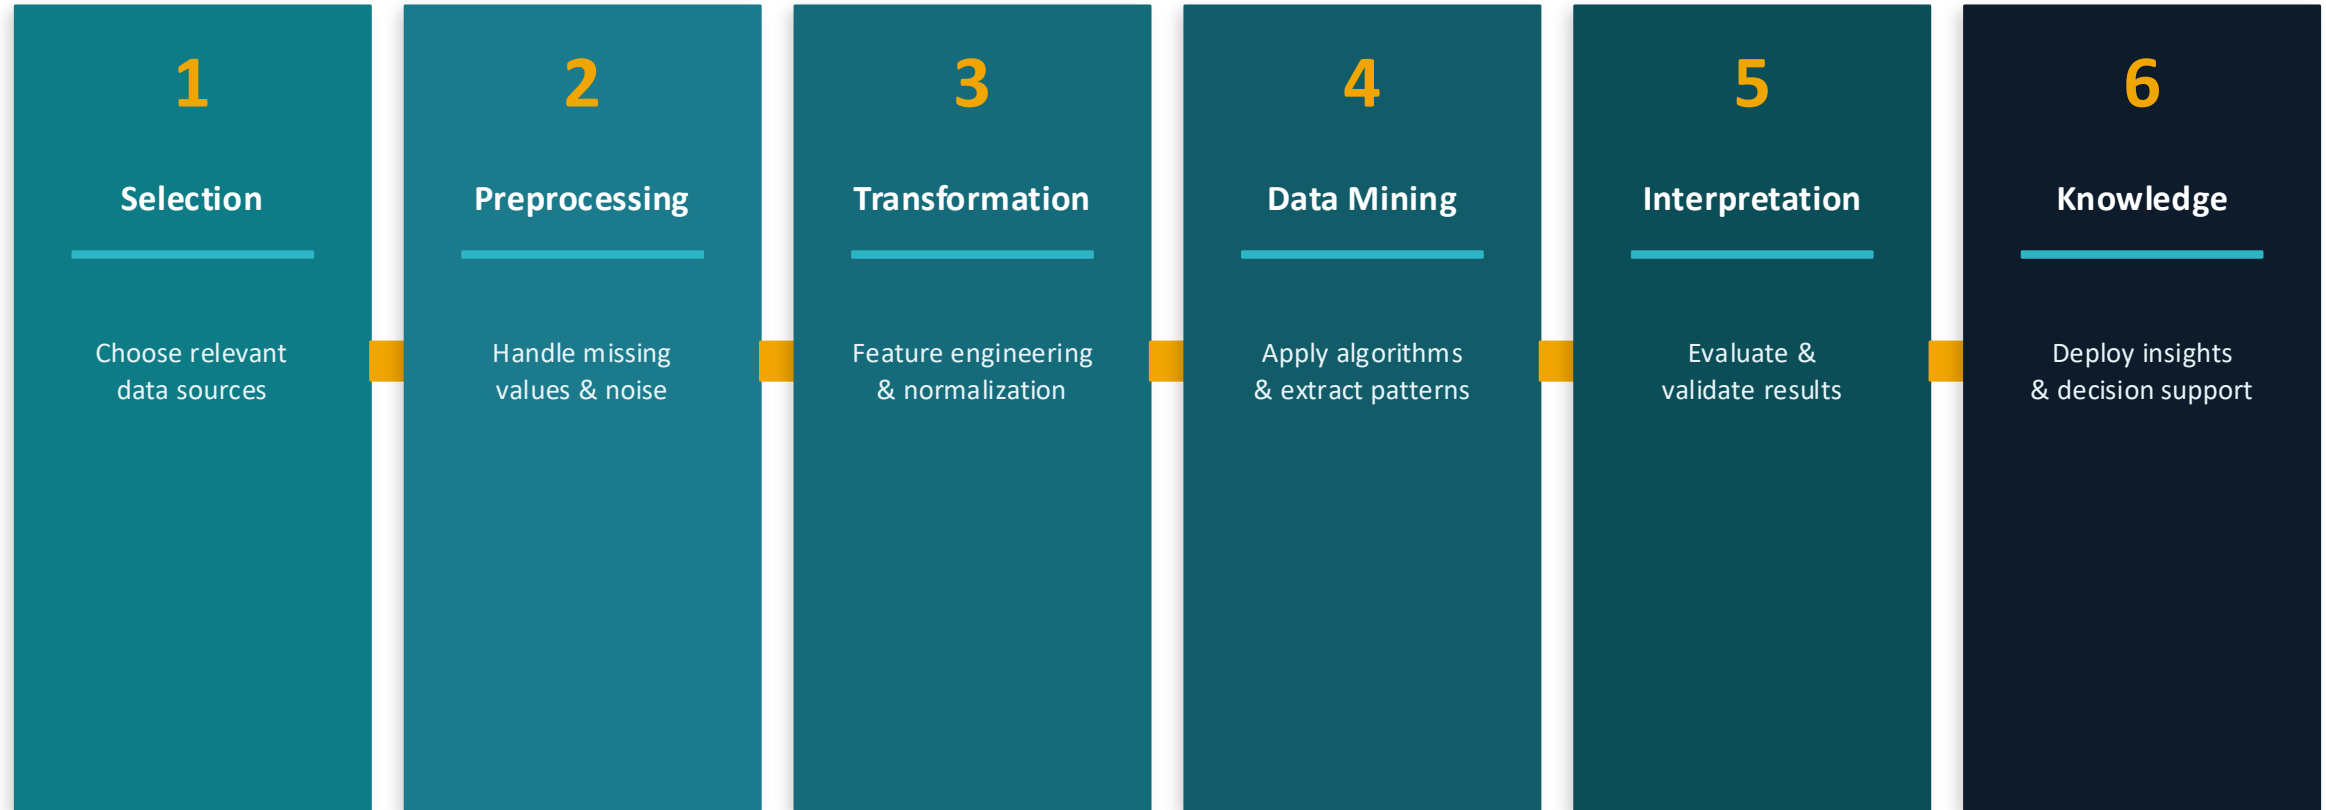 1
Selection
Choose relevant
data sources
2
Preprocessing
Handle missing
values & noise
3
Transformation
Feature engineering
& normalization
4
Data Mining
Apply algorithms
& extract patterns
5
Interpretation
Evaluate &
validate results
6
Knowledge
Deploy insights
& decision support